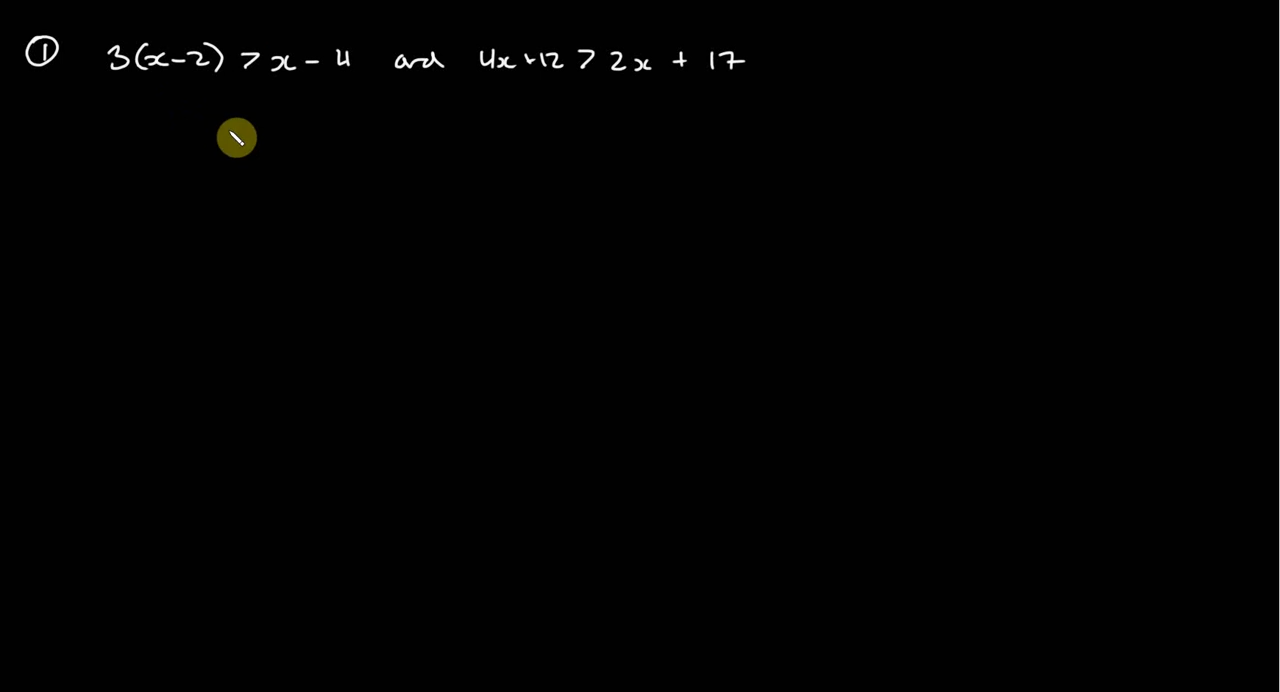 ① 3(x-2) > x - 4 and 4x+12 > 2x + 17